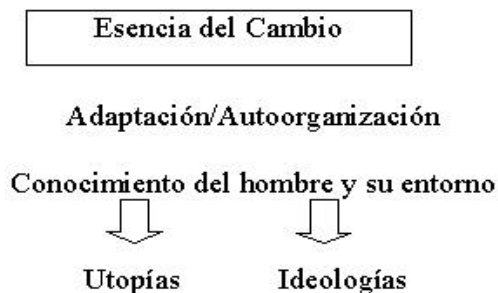 Esencia del Cambio
Adaptación/Autoorganización
Conocimiento del hombre y su entorno
Utopías Ideologías